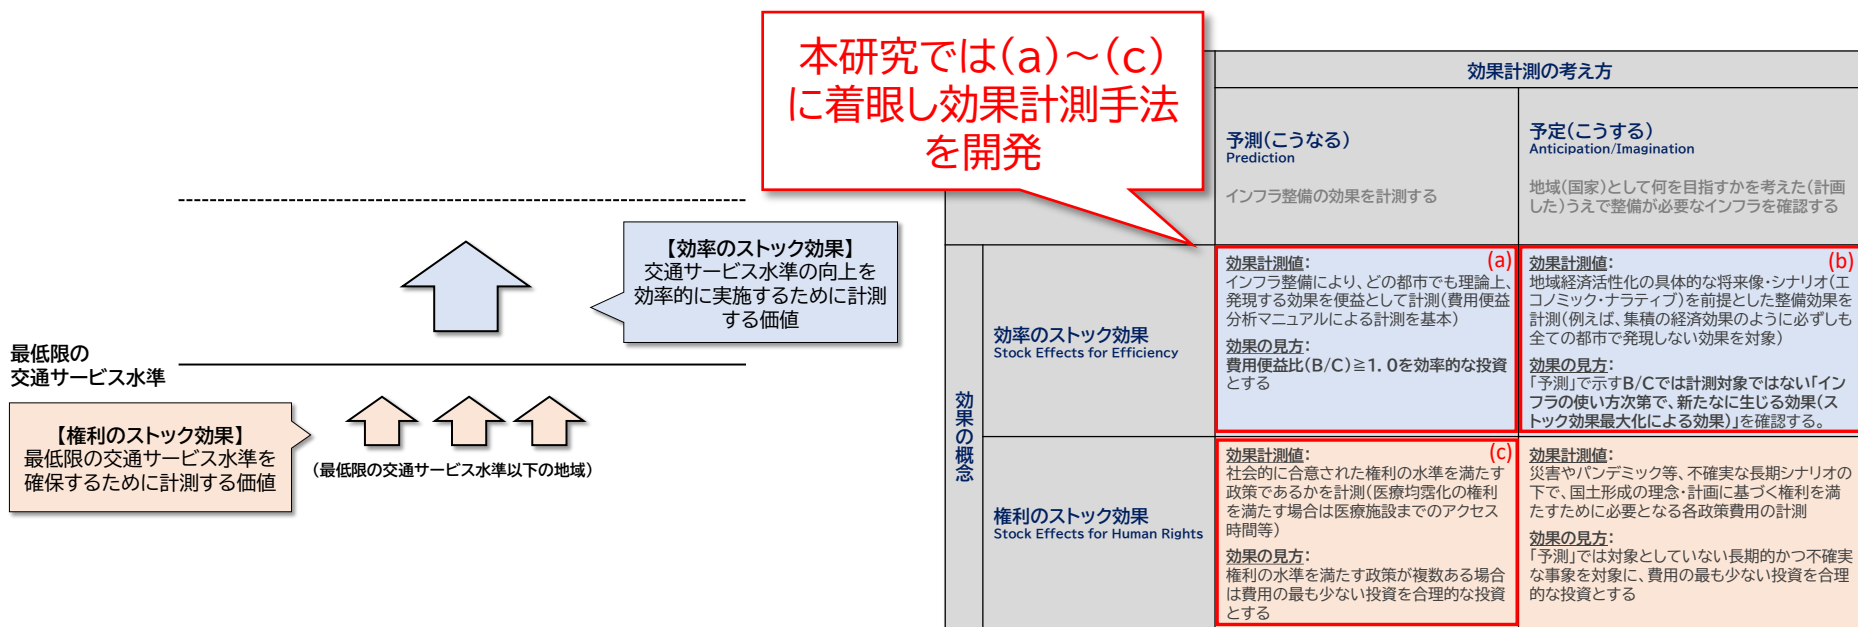 本研究では(a)～(c)
に着眼し効果計測手法
を開発
【効率のストック効果】
交通サービス水準の向上を
効率的に実施するために計測
する価値
最低限の
交通サービス水準
【権利のストック効果】
最低限の交通サービス水準を
確保するために計測する価値
(最低限の交通サービス水準以下の地域)
効果計測の考え方
予測(こうなる)
Prediction
インフラ整備の効果を計測する
予定(こうする)
Anticipation/Imagination
地域(国家)として何を目指すかを考えた(計画
した)うえで整備が必要なインフラを確認する
効果の概念
効率のストック効果
Stock Effects for Efficiency
(a)
効果計測値:
インフラ整備により、どの都市でも理論上、
発現する効果を便益として計測(費用便益
分析マニュアルによる計測を基本)
効果の見方:
費用便益比(B/C)≧1.0を効率的な投資
とする
(b)
効果計測値:
地域経済活性化の具体的な将来像・シナリオ(エ
コノミック・ナラティブ)を前提とした整備効果を
計測(例えば、集積の経済効果のように必ずしも
全ての都市で発現しない効果を対象)
効果の見方:
「予測」で示すB/Cでは計測対象ではない「イン
フラの使い方次第で、新たに生じる効果(ス
トック効果最大化による効果)」を確認する。
権利のストック効果
Stock Effects for Human Rights
(c)
効果計測値:
社会的に合意された権利の水準を満たす
政策であるかを計測(医療均霑化の権利
を満たす場合は医療施設までのアクセス
時間等)
効果の見方:
権利の水準を満たす政策が複数ある場合
は費用の最も少ない投資を合理的な投資
とする
効果計測値:
災害やパンデミック等、不確実な長期シナリオの
下で、国土形成の理念・計画に基づく権利を満
たすために必要となる各政策費用の計測
効果の見方:
「予測」では対象としていない長期的かつ不確実
な事象を対象に、費用の最も少ない投資を合理
的な投資とする